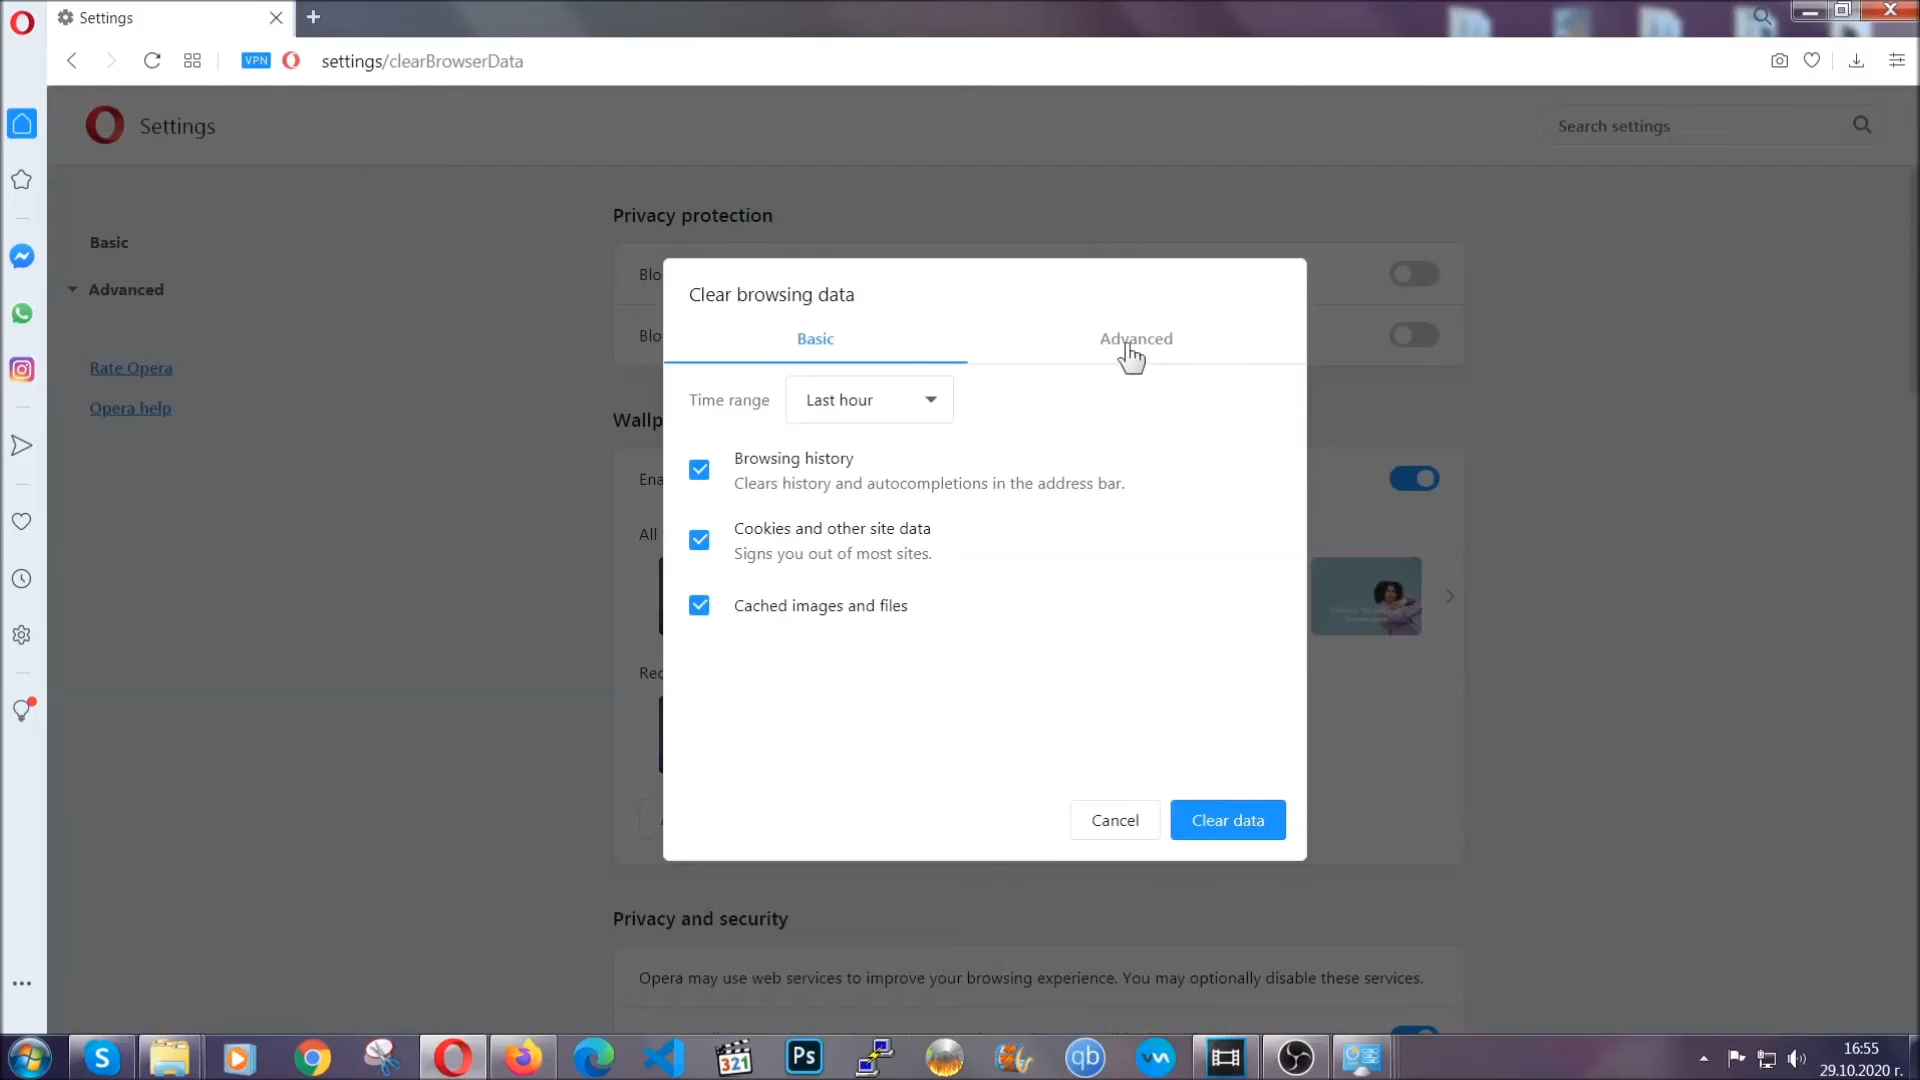 Settings
VPN
settings/clearBrowserData
Settings
Search settings
Basic
Advanced
Rate Opera
Opera help
Privacy protection
Blo
Blo
Wallp
Ena
All
Rec
Clear browsing data
Basic
Advanced
Time range
Last hour
Browsing history
Clears history and autocompletions in the address bar.
Cookies and other site data
Signs you out of most sites.
Cached images and files
Cancel
Clear data
Privacy and security
Opera may use web services to improve your browsing experience. You may optionally disable these services.
S
321
Ps
qb
16:55
29.10.2020 г.